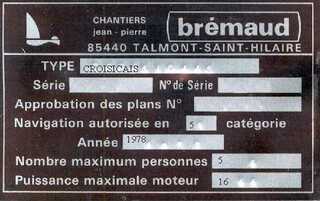 CHANTIERS
jean - pierre
brémaud
85440 TALMONT-SAINT-HILAIRE
TYPE CROISICAIS
Série N° de Série
Approbation des plans N°
Navigation autorisée en 5 catégorie
Année 1978
Nombre maximum personnes 5
Puissance maximale moteur 16